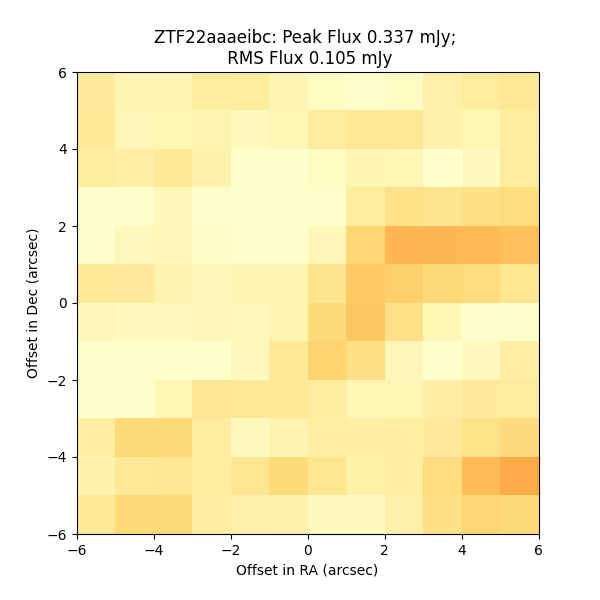 ZTF22aaaeibc: Peak Flux 0.337 mJy;
RMS Flux 0.105 mJy
6
4
2
0
−2
−4
−6
Offset in Dec (arcsec)
−6 −4 −2 0 2 4 6
Offset in RA (arcsec)